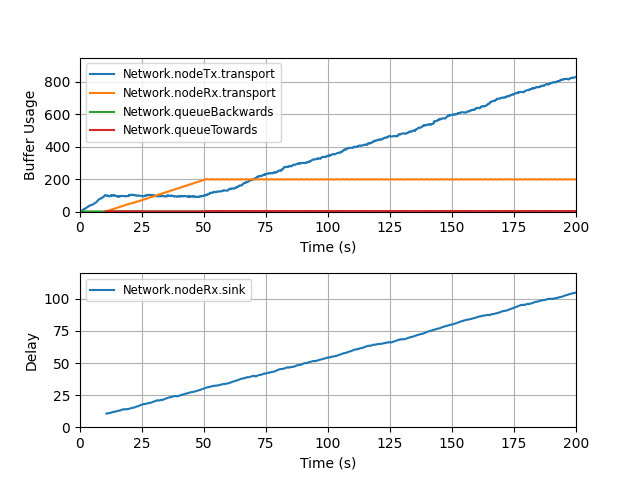 Buffer Usage
800
600
400
200
0
Network.nodeTx.transport
Network.nodeRx.transport
Network.queueBackwards
Network.queueTowards
0 25 50 75 100 125 150 175 200
Time (s)
Delay
100
75
50
25
0
Network.nodeRx.sink
0 25 50 75 100 125 150 175 200
Time (s)